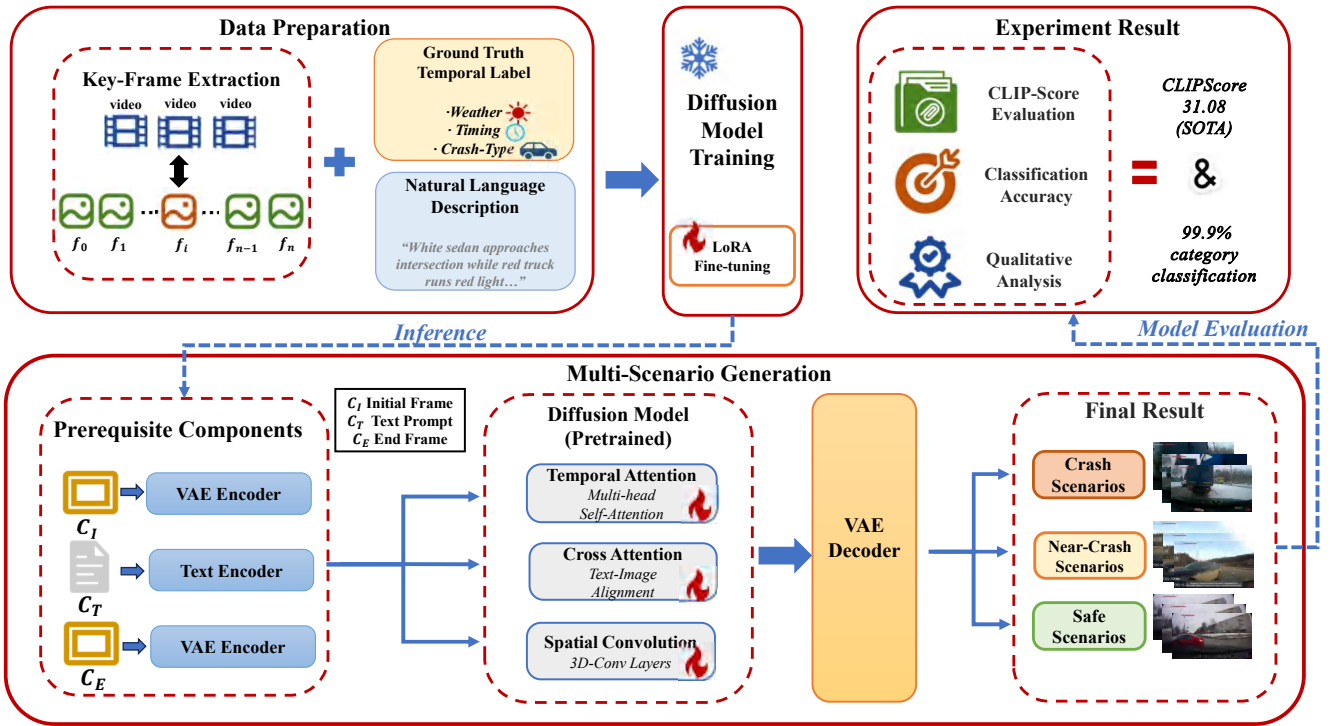 Data Preparation
Key-Frame Extraction
video video video
... ...
f0 f1 fi fn−1 fn
Ground Truth
Temporal Label
·Weather
·Timing
·Crash-Type
Natural Language
Description
“White sedan approaches
intersection while red truck
runs red light…”
Diffusion
Model
Training
LoRA
Fine-tuning
Experiment Result
CLIP-Score
Evaluation
Classification
Accuracy
Qualitative
Analysis
=
CLIPScore
31.08
(SOTA)
&
99.9%
category
classification
Inference
Model Evaluation
Multi-Scenario Generation
Prerequisite Components
VAE Encoder
CI
Text Encoder
CT
VAE Encoder
CE
CI Initial Frame
CT Text Prompt
CE End Frame
Diffusion Model
(Pretrained)
Temporal Attention
Multi-head
Self-Attention
Cross Attention
Text-Image
Alignment
Spatial Convolution
3D-Conv Layers
VAE
Decoder
Final Result
Crash
Scenarios
Near-Crash
Scenarios
Safe
Scenarios